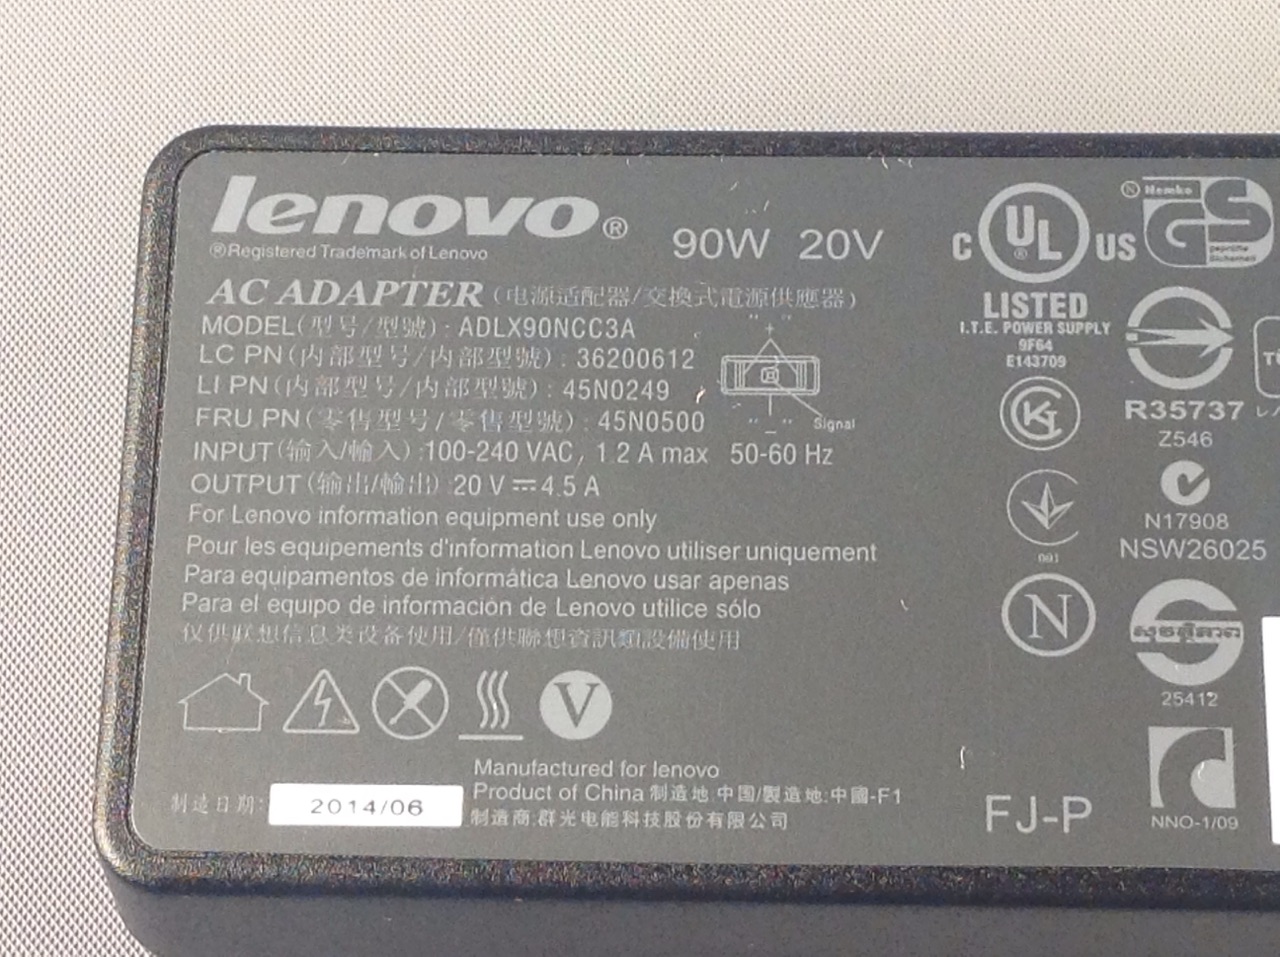 lenovo®
®Registered Trademark of Lenovo
90W 20V
AC ADAPTER (电源适配器/交換式電源供應器)
MODEL(型号/型號): ADLX90NCC3A
LC PN(内部型号/内部型號): 36200612
LI PN(内部型号/内部型號): 45N0249
FRU PN(零售型号/零售型號): 45N0500
INPUT(输入/輸入): 100-240 VAC, 1.2 A max 50-60 Hz
OUTPUT(输出/輸出): 20 V ⎓ 4.5 A
"+"
"-"
Signal
For Lenovo information equipment use only
Pour les equipements d'information Lenovo utiliser uniquement
Para equipamentos de informática Lenovo usar apenas
Para el equipo de información de Lenovo utilice sólo
仅供联想信息类设备使用/僅供聯想資訊類設備使用
V
Manufactured for lenovo
Product of China 制造地:中国/製造地:中國-F1
制造日期: 2014/06
制造商:群光电能科技股份有限公司
C UL® US
LISTED
I.T.E. POWER SUPPLY
9F64
E143709
001
N
FJ-P
N Nemko
GS
geprüfte
Sicherheit
R35737
Z546
N17908
NSW26025
25412
NNO-1/09